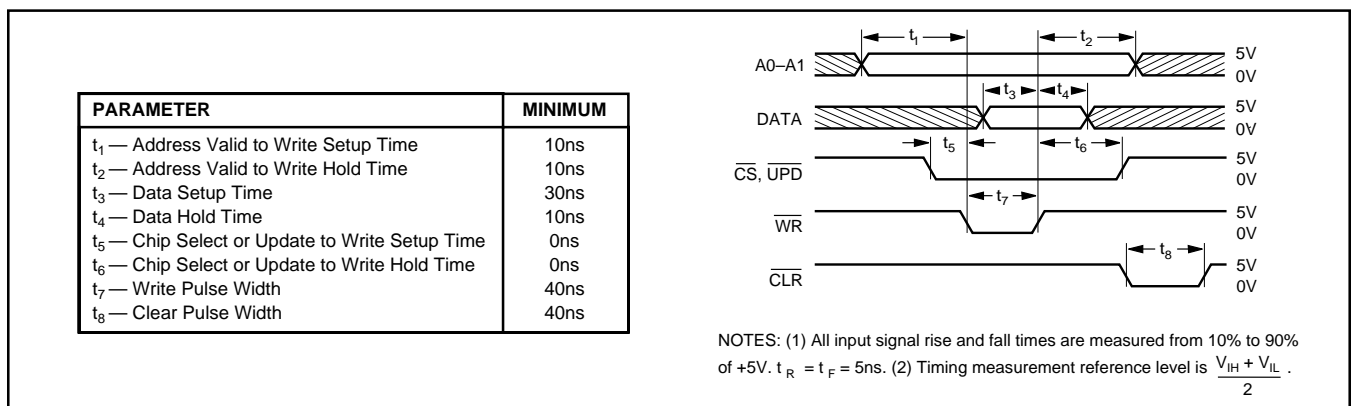 PARAMETER MINIMUM
t1 — Address Valid to Write Setup Time 10ns
t2 — Address Valid to Write Hold Time 10ns
t3 — Data Setup Time 30ns
t4 — Data Hold Time 10ns
t5 — Chip Select or Update to Write Setup Time 0ns
t6 — Chip Select or Update to Write Hold Time 0ns
t7 — Write Pulse Width 40ns
t8 — Clear Pulse Width 40ns
t1 t2
A0–A1 5V
0V
t3 t4
DATA 5V
0V
t5 t6
CS, UPD 5V
0V
t7
WR 5V
0V
t8
CLR 5V
0V
NOTES: (1) All input signal rise and fall times are measured from 10% to 90%
of +5V. t R = t F = 5ns. (2) Timing measurement reference level is VIH + VIL .
2